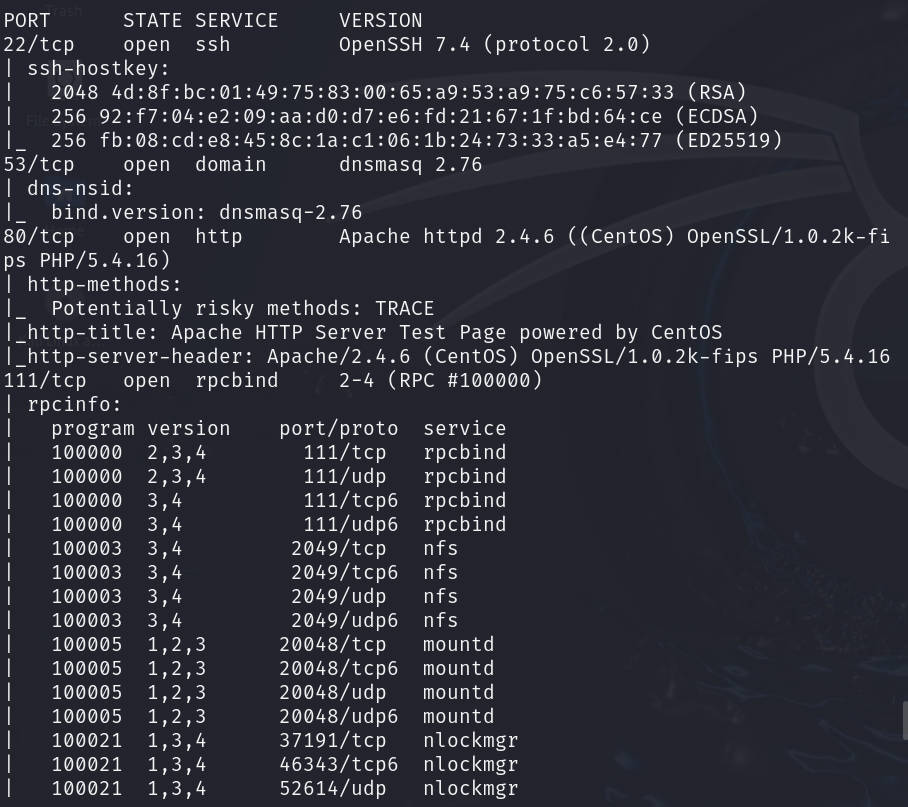 PORT      STATE SERVICE     VERSION
22/tcp    open  ssh         OpenSSH 7.4 (protocol 2.0)
| ssh-hostkey:
|   2048 4d:8f:bc:01:49:75:83:00:65:a9:53:a9:75:c6:57:33 (RSA)
|   256 92:f7:04:e2:09:aa:d0:d7:e6:fd:21:67:1f:bd:64:ce (ECDSA)
|_  256 fb:08:cd:e8:45:8c:1a:c1:06:1b:24:73:33:a5:e4:77 (ED25519)
53/tcp    open  domain      dnsmasq 2.76
| dns-nsid:
|_  bind.version: dnsmasq-2.76
80/tcp    open  http        Apache httpd 2.4.6 ((CentOS) OpenSSL/1.0.2k-fi
ps PHP/5.4.16)
| http-methods:
|_  Potentially risky methods: TRACE
|_http-title: Apache HTTP Server Test Page powered by CentOS
|_http-server-header: Apache/2.4.6 (CentOS) OpenSSL/1.0.2k-fips PHP/5.4.16
111/tcp   open  rpcbind     2-4 (RPC #100000)
| rpcinfo:
|   program version    port/proto  service
|   100000  2,3,4        111/tcp   rpcbind
|   100000  2,3,4        111/udp   rpcbind
|   100000  3,4          111/tcp6  rpcbind
|   100000  3,4          111/udp6  rpcbind
|   100003  3,4         2049/tcp   nfs
|   100003  3,4         2049/tcp6  nfs
|   100003  3,4         2049/udp   nfs
|   100003  3,4         2049/udp6  nfs
|   100005  1,2,3      20048/tcp   mountd
|   100005  1,2,3      20048/tcp6  mountd
|   100005  1,2,3      20048/udp   mountd
|   100005  1,2,3      20048/udp6  mountd
|   100021  1,3,4      37191/tcp   nlockmgr
|   100021  1,3,4      46343/tcp6  nlockmgr
|   100021  1,3,4      52614/udp   nlockmgr